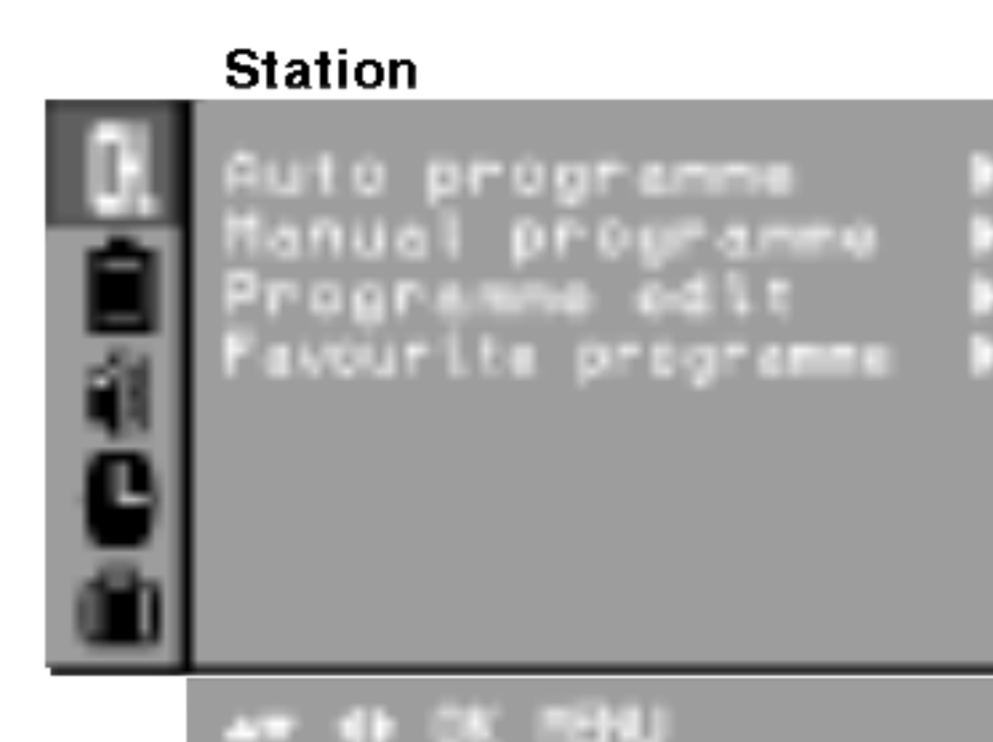 Station
Auto programme
Manual programme
Programme edit
Favourite programme
OK MENU